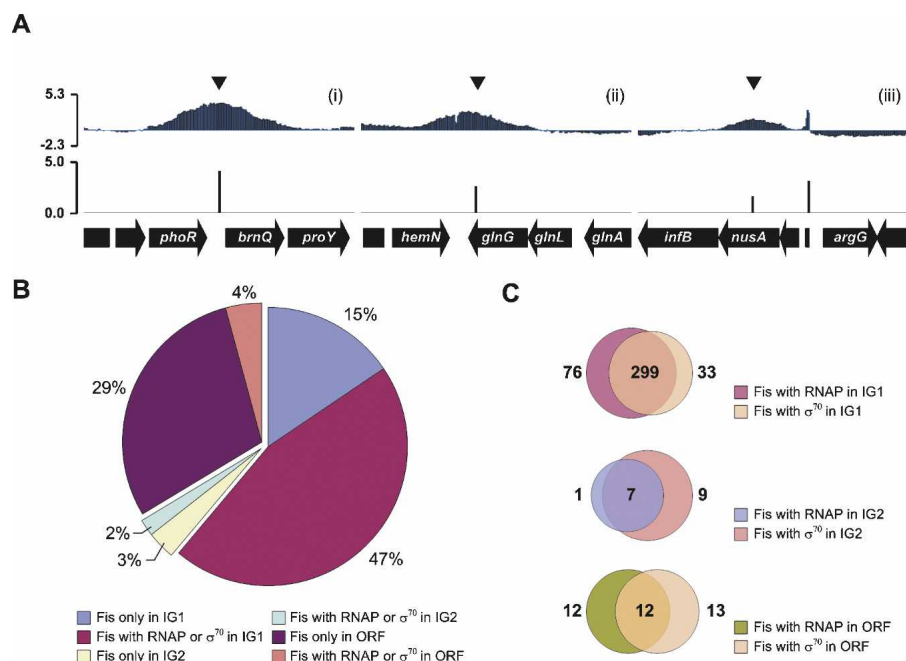 A
5.3
-2.3
5.0
0.0
(i)
(ii)
(iii)
phoR
brnQ
proY
hemN
glnG
glnL
glnA
infB
nusA
argG
B
4%
15%
29%
2%
3%
47%
Fis only in IG1
Fis with RNAP or σ70 in IG1
Fis only in IG2
Fis with RNAP or σ70 in IG2
Fis only in ORF
Fis with RNAP or σ70 in ORF
C
76 299 33
Fis with RNAP in IG1
Fis with σ70 in IG1
1 7 9
Fis with RNAP in IG2
Fis with σ70 in IG2
12 12 13
Fis with RNAP in ORF
Fis with σ70 in ORF